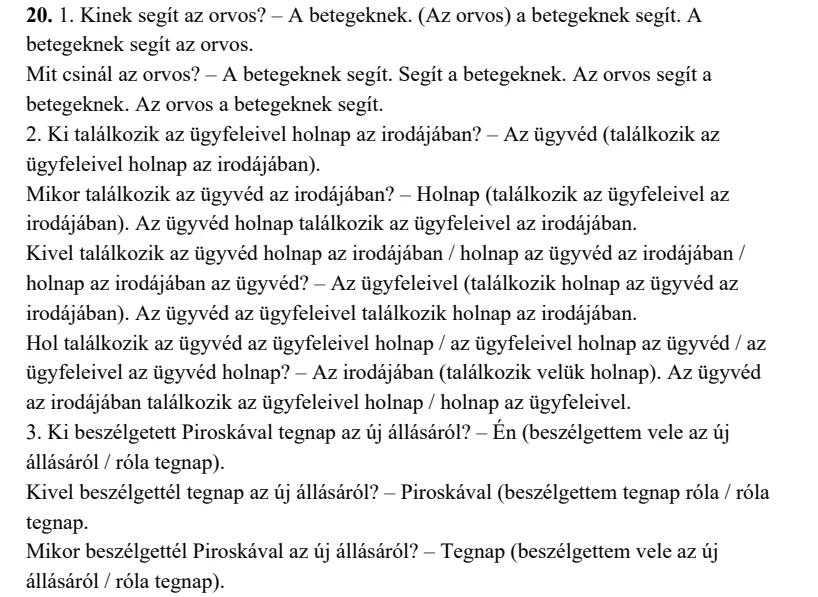 20. 1. Kinek segít az orvos? – A betegeknek. (Az orvos) a betegeknek segít. A
betegeknek segít az orvos.
Mit csinál az orvos? – A betegeknek segít. Segít a betegeknek. Az orvos segít a
betegeknek. Az orvos a betegeknek segít.
2. Ki találkozik az ügyfeleivel holnap az irodájában? – Az ügyvéd (találkozik az
ügyfeleivel holnap az irodájában).
Mikor találkozik az ügyvéd az irodájában? – Holnap (találkozik az ügyfeleivel az
irodájában). Az ügyvéd holnap találkozik az ügyfeleivel az irodájában.
Kivel találkozik az ügyvéd holnap az irodájában / holnap az ügyvéd az irodájában /
holnap az irodájában az ügyvéd? – Az ügyfeleivel (találkozik holnap az ügyvéd az
irodájában). Az ügyvéd az ügyfeleivel találkozik holnap az irodájában.
Hol találkozik az ügyvéd az ügyfeleivel holnap / az ügyfeleivel holnap az ügyvéd / az
ügyfeleivel az ügyvéd holnap? – Az irodájában (találkozik velük holnap). Az ügyvéd
az irodájában találkozik az ügyfeleivel holnap / holnap az ügyfeleivel.
3. Ki beszélgetett Piroskával tegnap az új állásáról? – Én (beszélgettem vele az új
állásáról / róla tegnap).
Kivel beszélgettél tegnap az új állásáról? – Piroskával (beszélgettem tegnap róla / róla
tegnap.
Mikor beszélgettél Piroskával az új állásáról? – Tegnap (beszélgettem vele az új
állásáról / róla tegnap).